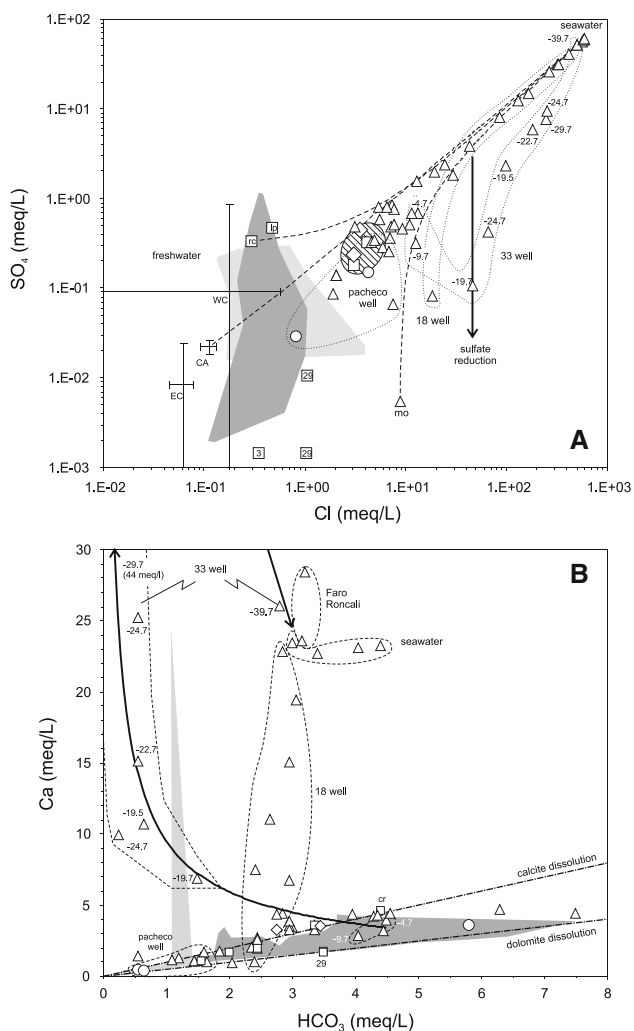 1.E+02
seawater
-39.7
1.E+01
-24.7
-22.7
-29.7
1.E+00
-19.5
-4.7
lp
rc
-24.7
freshwater
-9.7
33 well
1.E-01
WC
pacheco
well
-19.7
18 well
sulfate
reduction
CA
1.E-02
29
EC
mo
3
29
A
1.E-03
1.E-02
1.E-01
1.E+00
1.E+01
1.E+02
1.E+03
SO4 (meq/L)
Cl (meq/L)
30
-29.7
(44 meq/l)
33 well
B
Faro
Roncali
-39.7
25
-24.7
seawater
20
-22.7
15
18 well
-19.5
10
-24.7
-19.7
calcite dissolution
5
cr
pacheco
well
-4.7
-9.7
dolomite dissolution
29
0
0
1
2
3
4
5
6
7
8
Ca (meq/L)
HCO3 (meq/L)